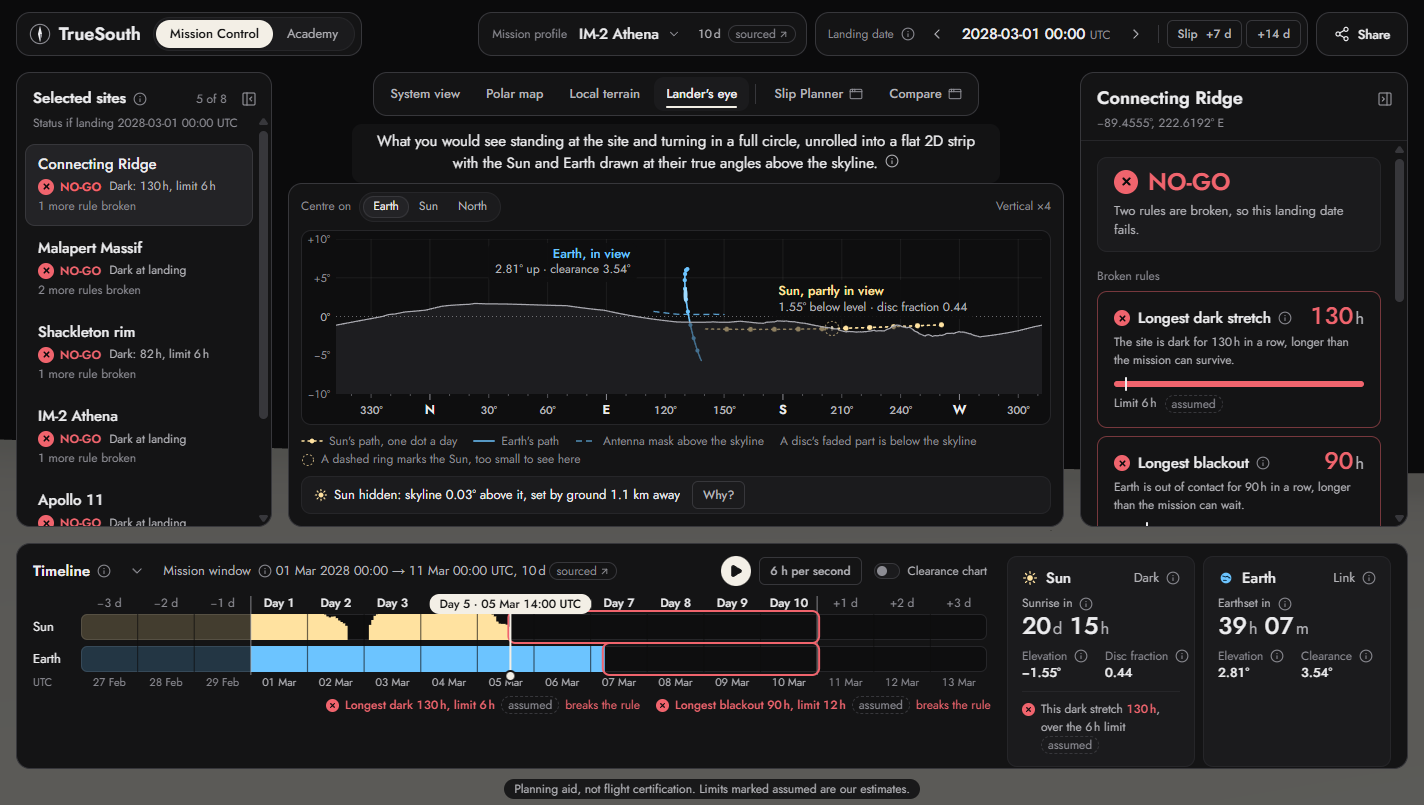 TrueSouth
Mission Control
Academy
Mission profile IM-2 Athena 10 d sourced ↗
Landing date 2028-03-01 00:00 UTC
Slip +7 d +14 d
Share
Selected sites 5 of 8
Status if landing 2028-03-01 00:00 UTC
Connecting Ridge
NO-GO Dark: 130 h, limit 6 h
1 more rule broken
Malapert Massif
NO-GO Dark at landing
2 more rules broken
Shackleton rim
NO-GO Dark: 82 h, limit 6 h
1 more rule broken
IM-2 Athena
NO-GO Dark at landing
1 more rule broken
Apollo 11
NO-GO Dark at landing
System view Polar map Local terrain Lander's eye Slip Planner Compare
What you would see standing at the site and turning in a full circle, unrolled into a flat 2D strip
with the Sun and Earth drawn at their true angles above the skyline.
Centre on Earth Sun North
Vertical ×4
+10°
+5°
0°
−5°
−10°
Earth, in view
2.81° up · clearance 3.54°
Sun, partly in view
1.55° below level · disc fraction 0.44
330° N 30° 60° E 120° 150° S 210° 240° W 300°
Sun's path, one dot a day Earth's path Antenna mask above the skyline A disc's faded part is below the skyline
A dashed ring marks the Sun, too small to see here
Sun hidden: skyline 0.03° above it, set by ground 1.1 km away Why?
Connecting Ridge
−89.4555°, 222.6192° E
NO-GO
Two rules are broken, so this landing date
fails.
Broken rules
Longest dark stretch 130 h
The site is dark for 130 h in a row, longer than
the mission can survive.
Limit 6 h assumed
Longest blackout 90 h
Earth is out of contact for 90 h in a row, longer
than the mission can wait.
Timeline
Mission window 01 Mar 2028 00:00 → 11 Mar 00:00 UTC, 10 d sourced ↗
6 h per second
Clearance chart
−3 d −2 d −1 d Day 1 Day 2 Day 3 Day 5 · 05 Mar 14:00 UTC Day 7 Day 8 Day 9 Day 10 +1 d +2 d +3 d
Sun
Earth
UTC 27 Feb 28 Feb 29 Feb 01 Mar 02 Mar 03 Mar 04 Mar 05 Mar 06 Mar 07 Mar 08 Mar 09 Mar 10 Mar 11 Mar 12 Mar 13 Mar
Longest dark 130 h, limit 6 h assumed breaks the rule
Longest blackout 90 h, limit 12 h assumed breaks the rule
Sun Dark
Sunrise in
20d 15h
Elevation Disc fraction
−1.55° 0.44
This dark stretch 130 h,
over the 6 h limit
assumed
Earth Link
Earthset in
39h 07m
Elevation Clearance
2.81° 3.54°
Planning aid, not flight certification. Limits marked assumed are our estimates.